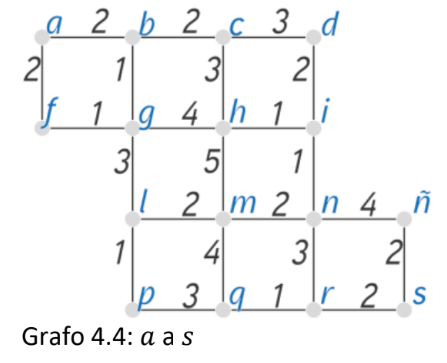 a 2 b 2 c 3 d
2 1 3 2
f 1 g 4 h 1 i
3 5 1
l 2 m 2 n 4 ñ
1 4 3 2
p 3 q 1 r 2 s
Grafo 4.4: a a s